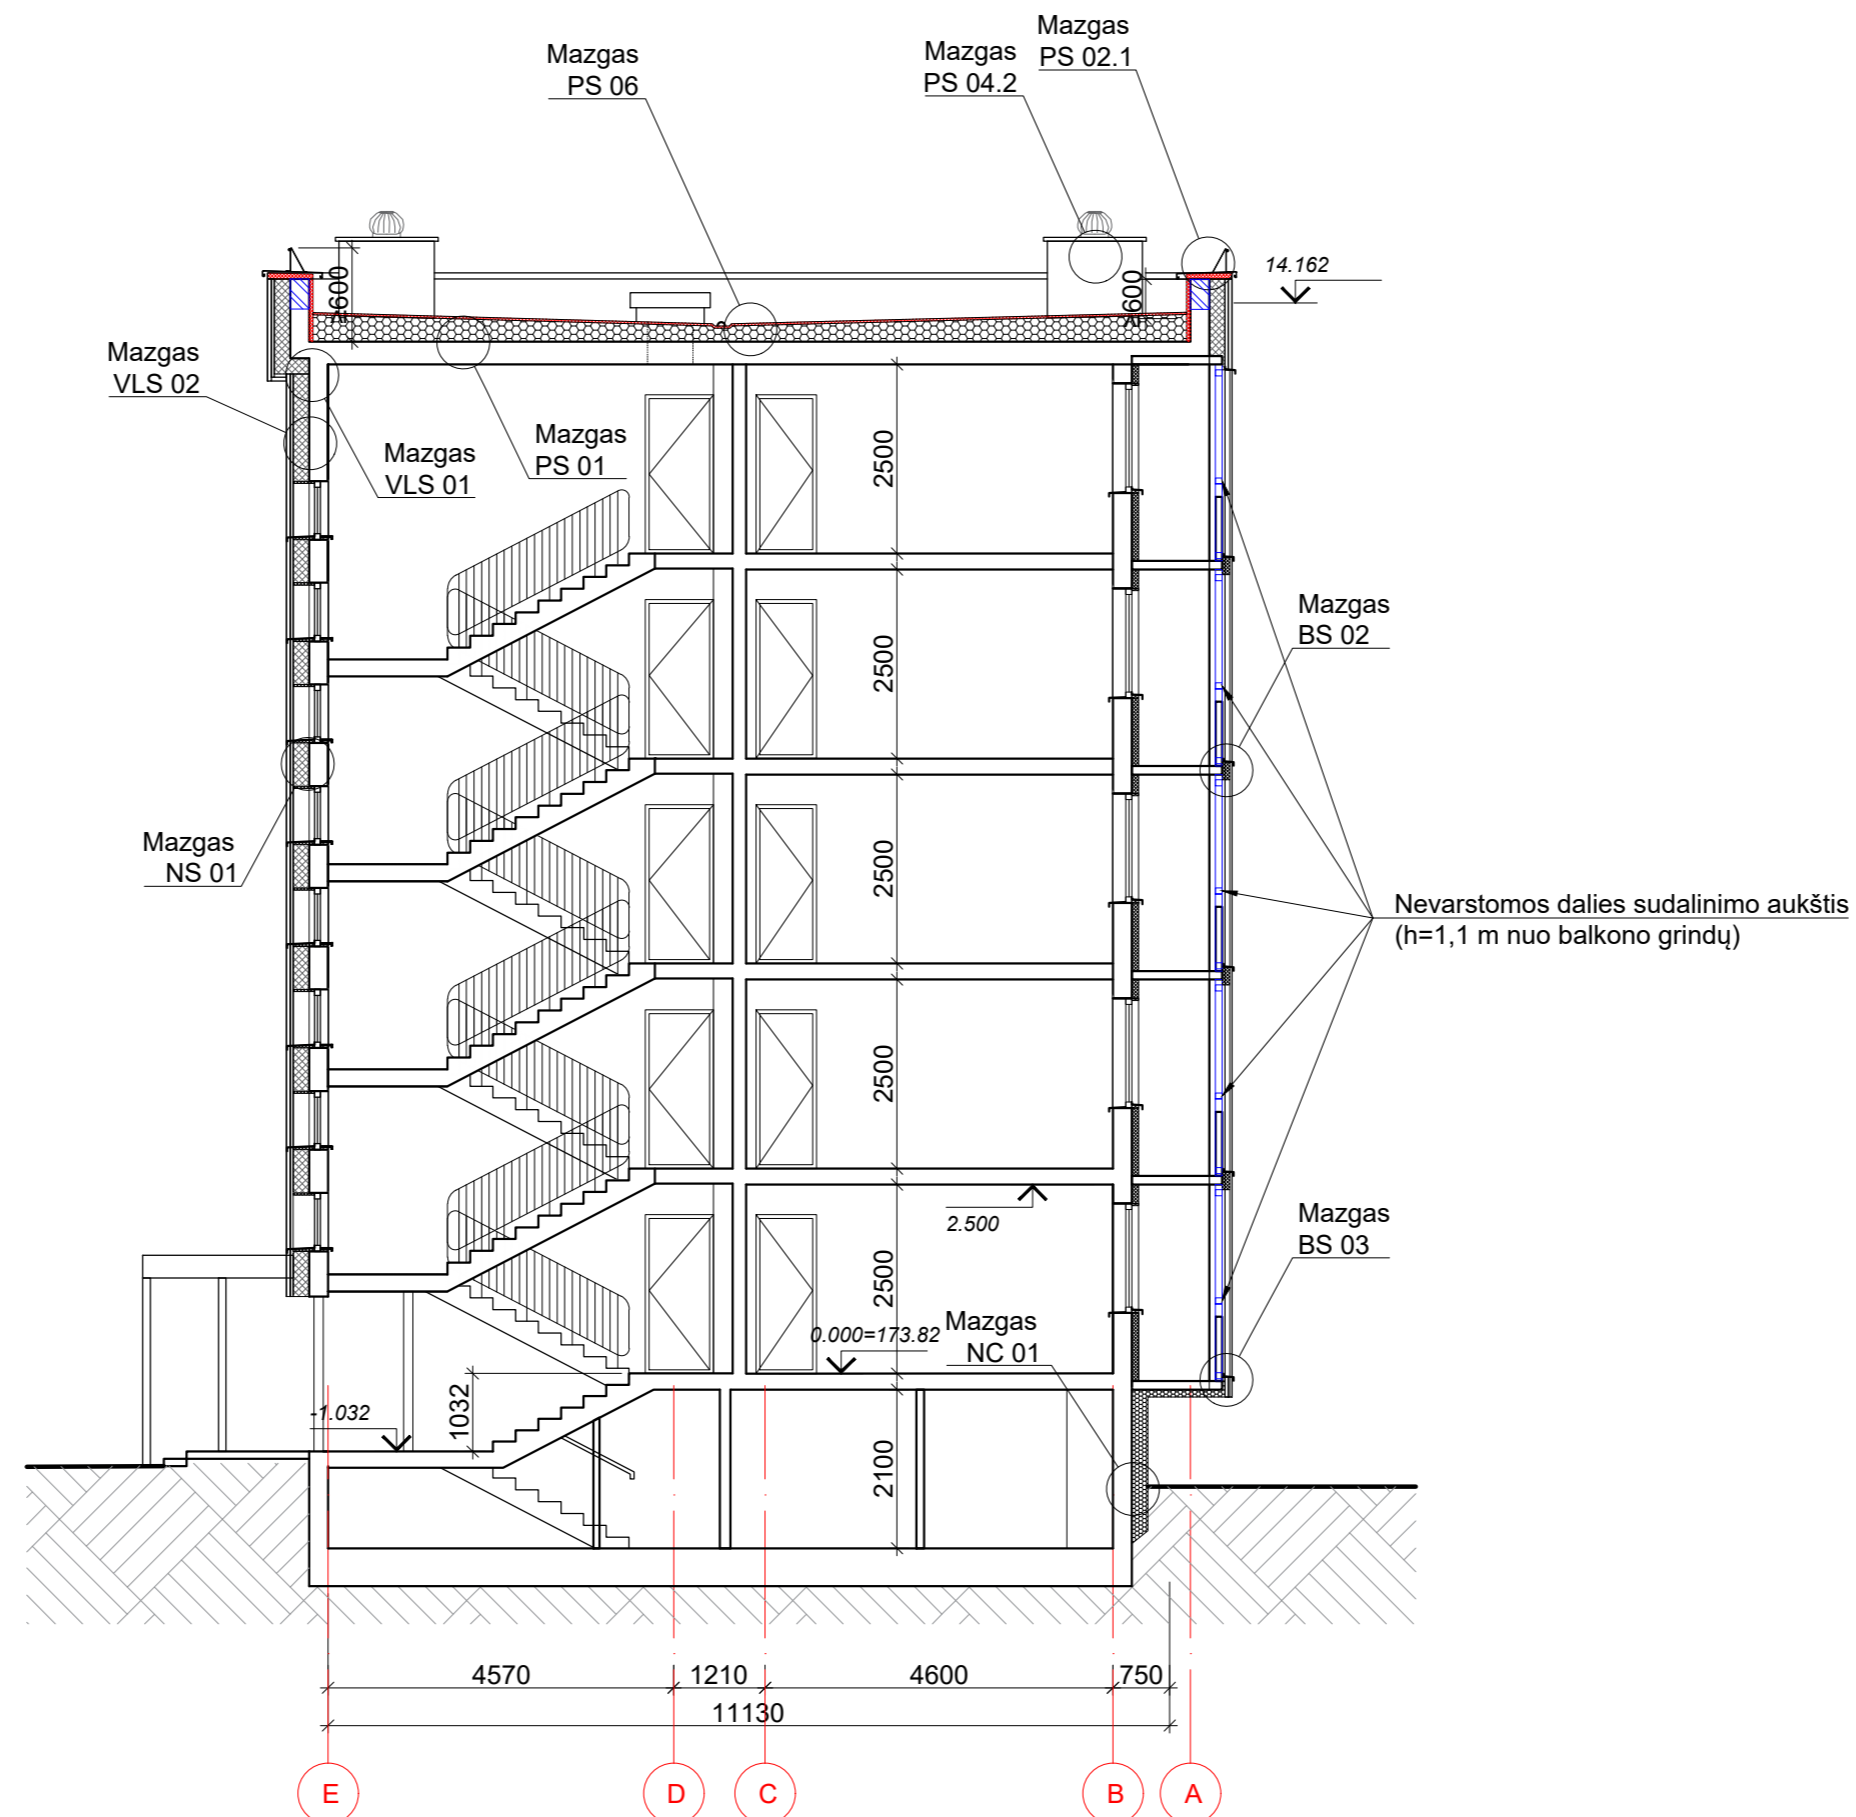 Mazgas
PS 02.1
Mazgas
PS 04.2
Mazgas
PS 06
14.162
≥600
≥600
Mazgas
VLS 02
Mazgas
VLS 01
Mazgas
PS 01
2500
Mazgas
BS 02
2500
Mazgas
NS 01
2500
Nevarstomos dalies sudalinimo aukštis
(h=1,1 m nuo balkono grindų)
2500
2.500
Mazgas
BS 03
2500
0.000=173.82
Mazgas
NC 01
-1.032
1032
2100
4570
1210
4600
750
11130
E
D
C
B
A